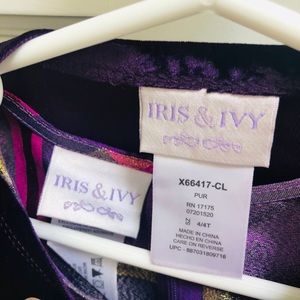 IRIS & IVY
X66417-CL
PUR
RN 17175
07201520
4/4T
MADE IN CHINA
HECHO EN CHINA
CARE ON REVERSE
UPC - 887031809716
IRIS & IVY